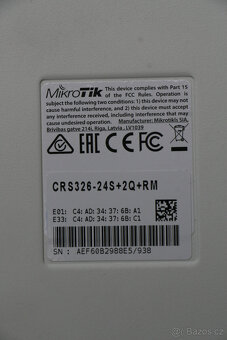 MikroTik
This device complies with Part 15
of the FCC Rules. Operation is
subject to the following two
conditions: (1) this device may not
cause harmful interference, and
(2) this device must accept any
interference received, including
interference that may cause
undesired operation.
Manufacturer: Mikrotikls SIA,
Brivibas gatve 214i, Riga, Latvia, LV1039
EAC CE FC
CRS326-24S+2Q+RM
E01: C4: AD: 34: 37: 6B: A1
E33: C4: AD: 34: 37: 6B: C1
SN : AEF60B2988E5/938
Bazoš.cz